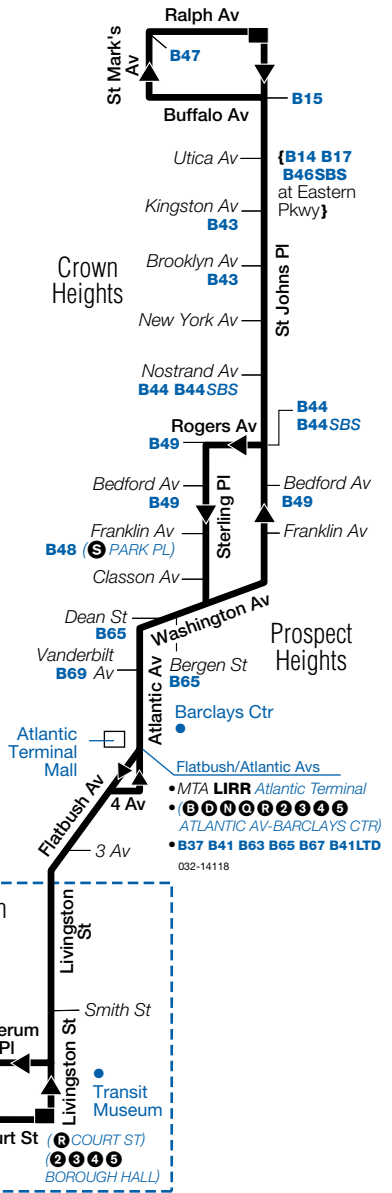 Ralph Av
St Mark's
Av
B47
B15
Buffalo Av
Utica Av
{B14 B17
B46SBS
at Eastern
Pkwy}
Kingston Av
B43
Brooklyn Av
B43
Crown
Heights
St Johns Pl
New York Av
Nostrand Av
B44 B44SBS
B44
B44SBS
Rogers Av
B49
Bedford Av
B49
Sterling Pl
Bedford Av
B49
Franklin Av
B48 (S PARK PL)
Franklin Av
Classon Av
Washington Av
Dean St
B65
Prospect
Heights
Vanderbilt
B69 Av
Bergen St
B65
Atlantic Av
Barclays Ctr
Atlantic
Terminal
Mall
Flatbush/Atlantic Avs
• MTA LIRR Atlantic Terminal
• (B D N Q R 2 3 4 5
ATLANTIC AV-BARCLAYS CTR)
• B37 B41 B63 B65 B67 B41LTD
032-14118
4 Av
Flatbush Av
3 Av
Livingston
St
Smith St
erum
Pl
Livingston St
Transit
Museum
urt St
(R COURT ST)
(2 3 4 5
BOROUGH HALL)